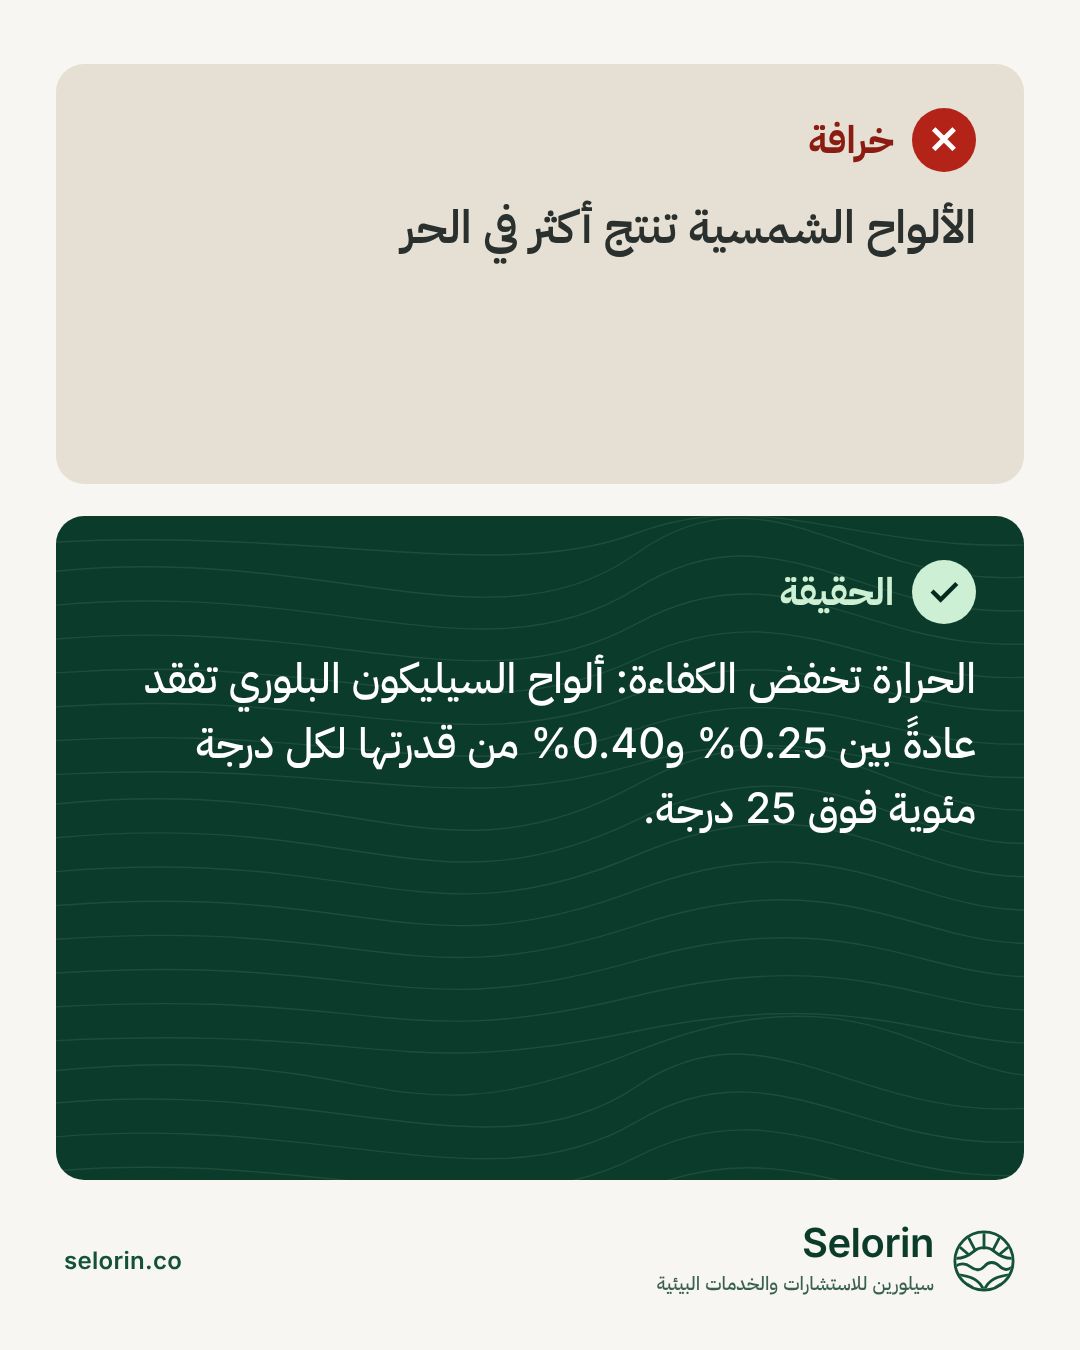 خرافة
الألواح الشمسية تنتج أكثر في الحر
الحقيقة
الحرارة تخفض الكفاءة: ألواح السيليكون البلوري تفقد
عادةً بين 0.25% و0.40% من قدرتها لكل درجة
مئوية فوق 25 درجة.
Selorin
سيلورين للاستشارات والخدمات البيئية
selorin.co